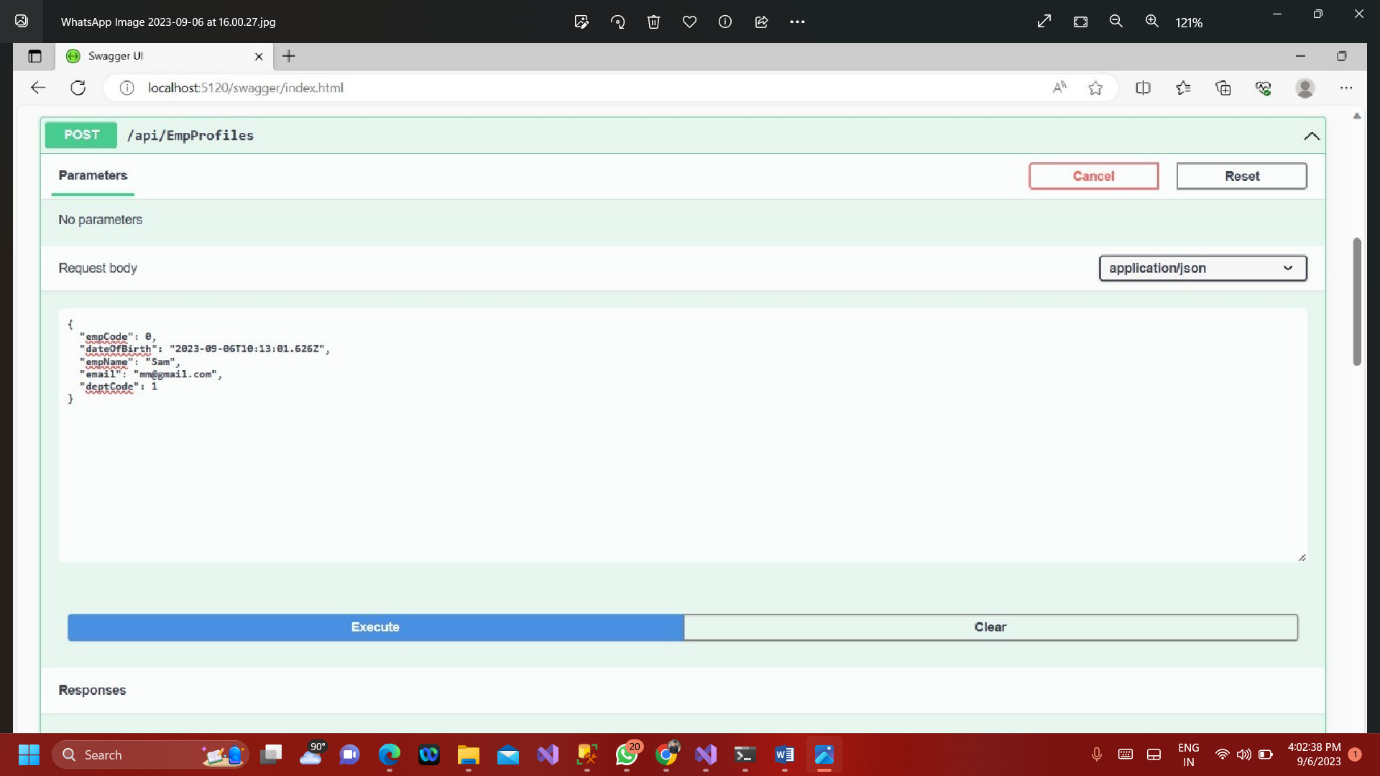 WhatsApp Image 2023-09-06 at 16.00.27.jpg
121%
Swagger UI
localhost:5120/swagger/index.html
POST /api/EmpProfiles
Parameters
Cancel
Reset
No parameters
Request body
application/json
{
"empCode": 0,
"dateOfBirth": "2023-09-06T10:13:01.626Z",
"empName": "Sam",
"email": "mm@gmail.com",
"deptCode": 1
}
Execute
Clear
Responses
Search
90°
20
ENG
IN
4:02:38 PM
9/6/2023
1